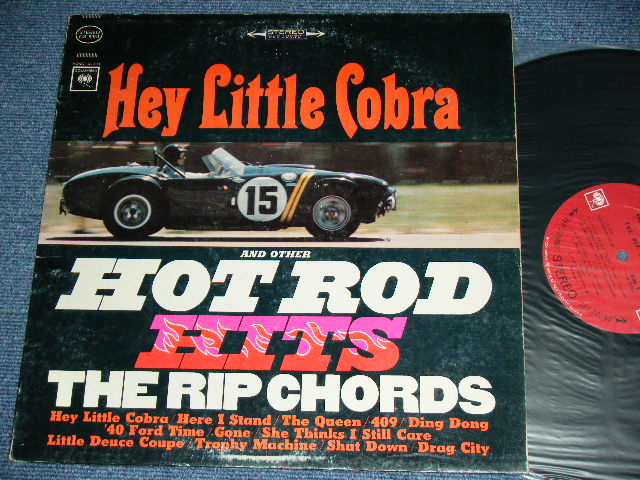 STEREO
COLUMBIA
Hey Little Cobra
15
AND OTHER
HOT ROD
HITS
THE RIP CHORDS
Hey Little Cobra/Here I Stand/The Queen/409/Ding Dong
'40 Ford Time/Gone/She Thinks I Still Care
Little Deuce Coupe/Trophy Machine/Shut Down/Drag City
STEREO